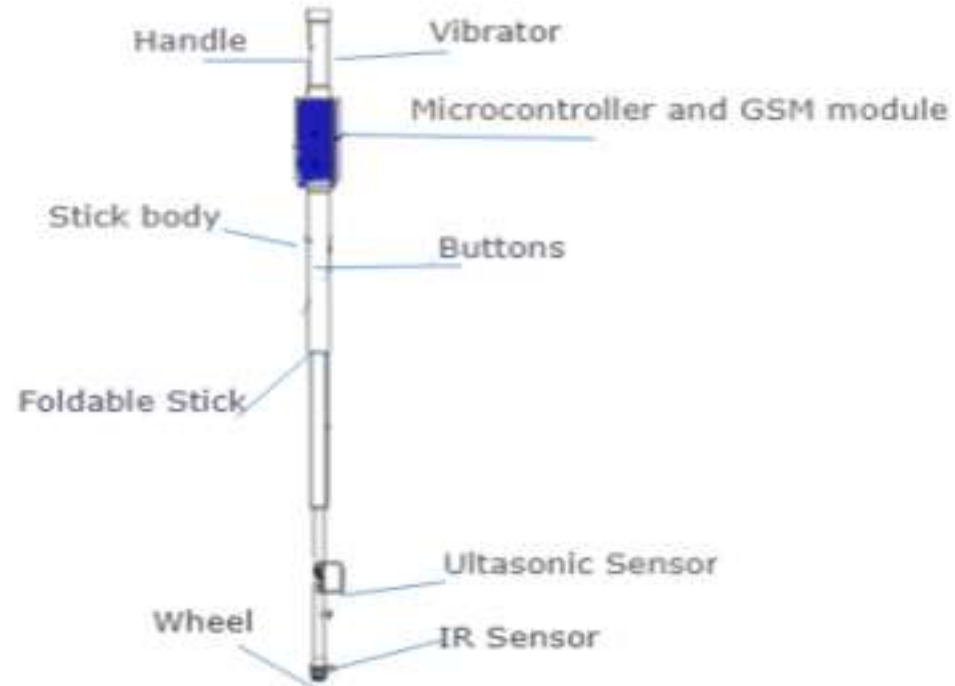 Handle
Vibrator
Microcontroller and GSM module
Stick body
Buttons
Foldable Stick
Ultasonic Sensor
Wheel
IR Sensor